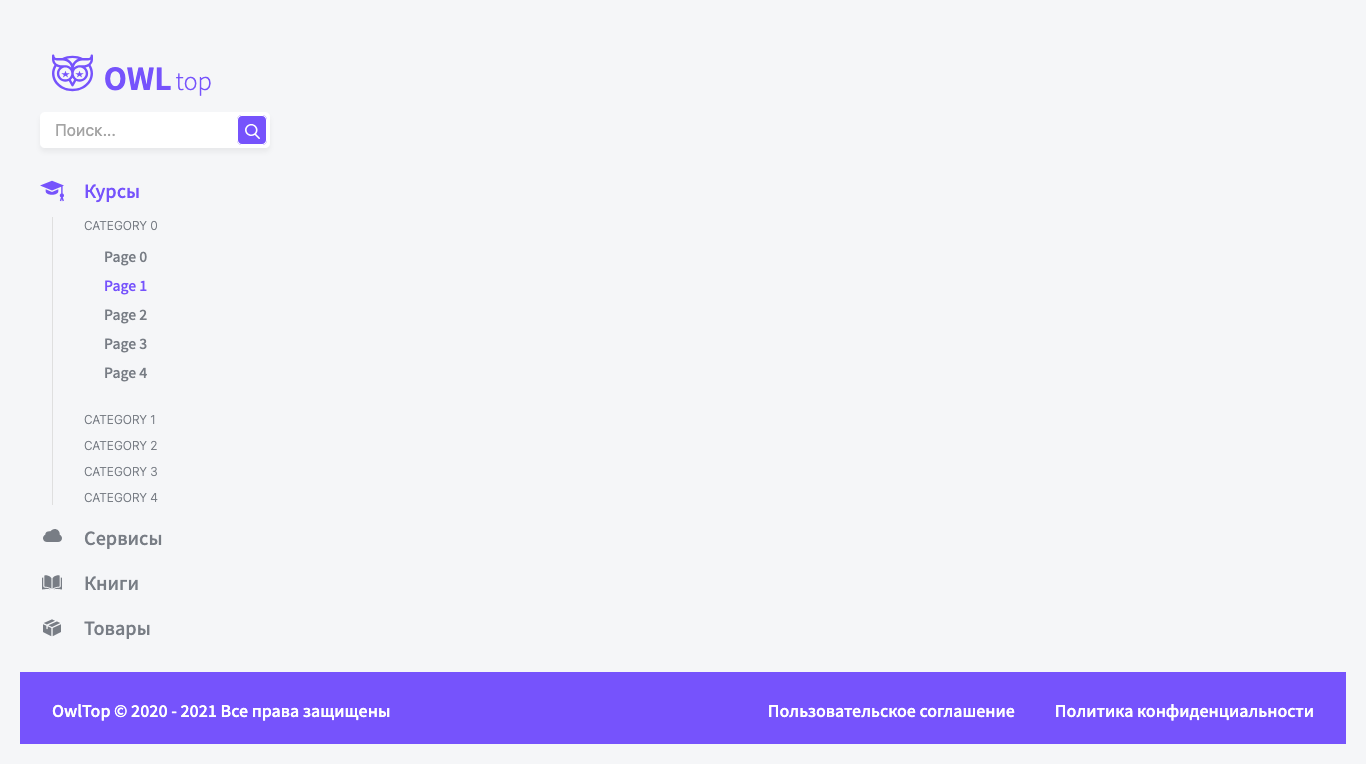 OWL top
Поиск...
Курсы
CATEGORY 0
Page 0
Page 1
Page 2
Page 3
Page 4
CATEGORY 1
CATEGORY 2
CATEGORY 3
CATEGORY 4
Сервисы
Книги
Товары
OwlTop © 2020 - 2021 Все права защищены
Пользовательское соглашение
Политика конфиденциальности